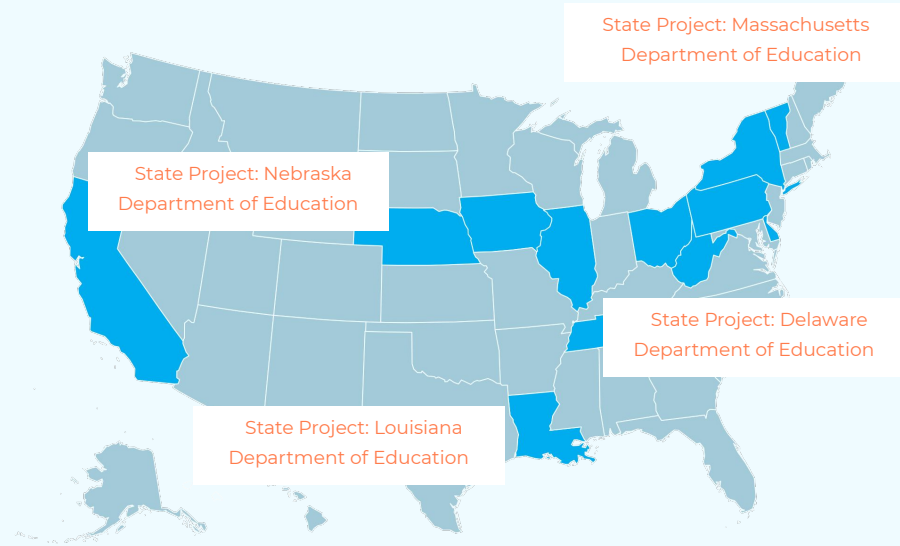 State Project: Massachusetts
Department of Education
State Project: Nebraska
Department of Education
State Project: Delaware
Department of Education
State Project: Louisiana
Department of Education